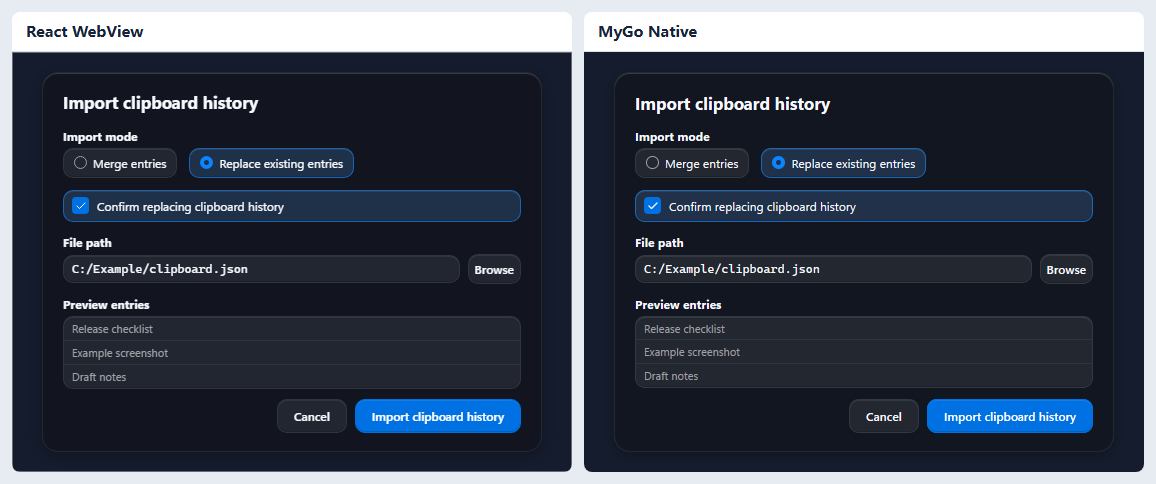 React WebView
Import clipboard history
Import mode
Merge entries
Replace existing entries
Confirm replacing clipboard history
File path
C:/Example/clipboard.json
Browse
Preview entries
Release checklist
Example screenshot
Draft notes
Cancel
Import clipboard history
MyGo Native
Import clipboard history
Import mode
Merge entries
Replace existing entries
Confirm replacing clipboard history
File path
C:/Example/clipboard.json
Browse
Preview entries
Release checklist
Example screenshot
Draft notes
Cancel
Import clipboard history